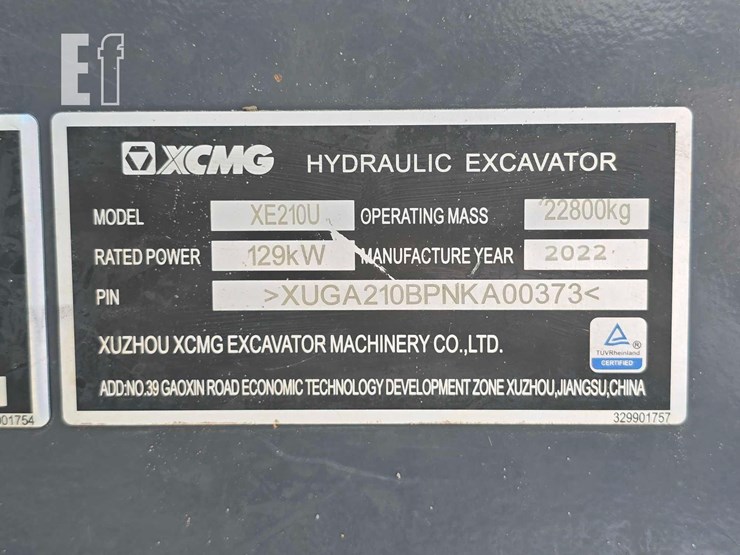 Ef
XCMG HYDRAULIC EXCAVATOR
MODEL XE210U OPERATING MASS 22800kg
RATED POWER 129kW MANUFACTURE YEAR 2022
PIN >XUGA210BPNKA00373<
XUZHOU XCMG EXCAVATOR MACHINERY CO.,LTD.
TÜVRheinland ®
CERTIFIED
ADD:NO.39 GAOXIN ROAD ECONOMIC TECHNOLOGY DEVELOPMENT ZONE XUZHOU,JIANGSU,CHINA
329901757
01754